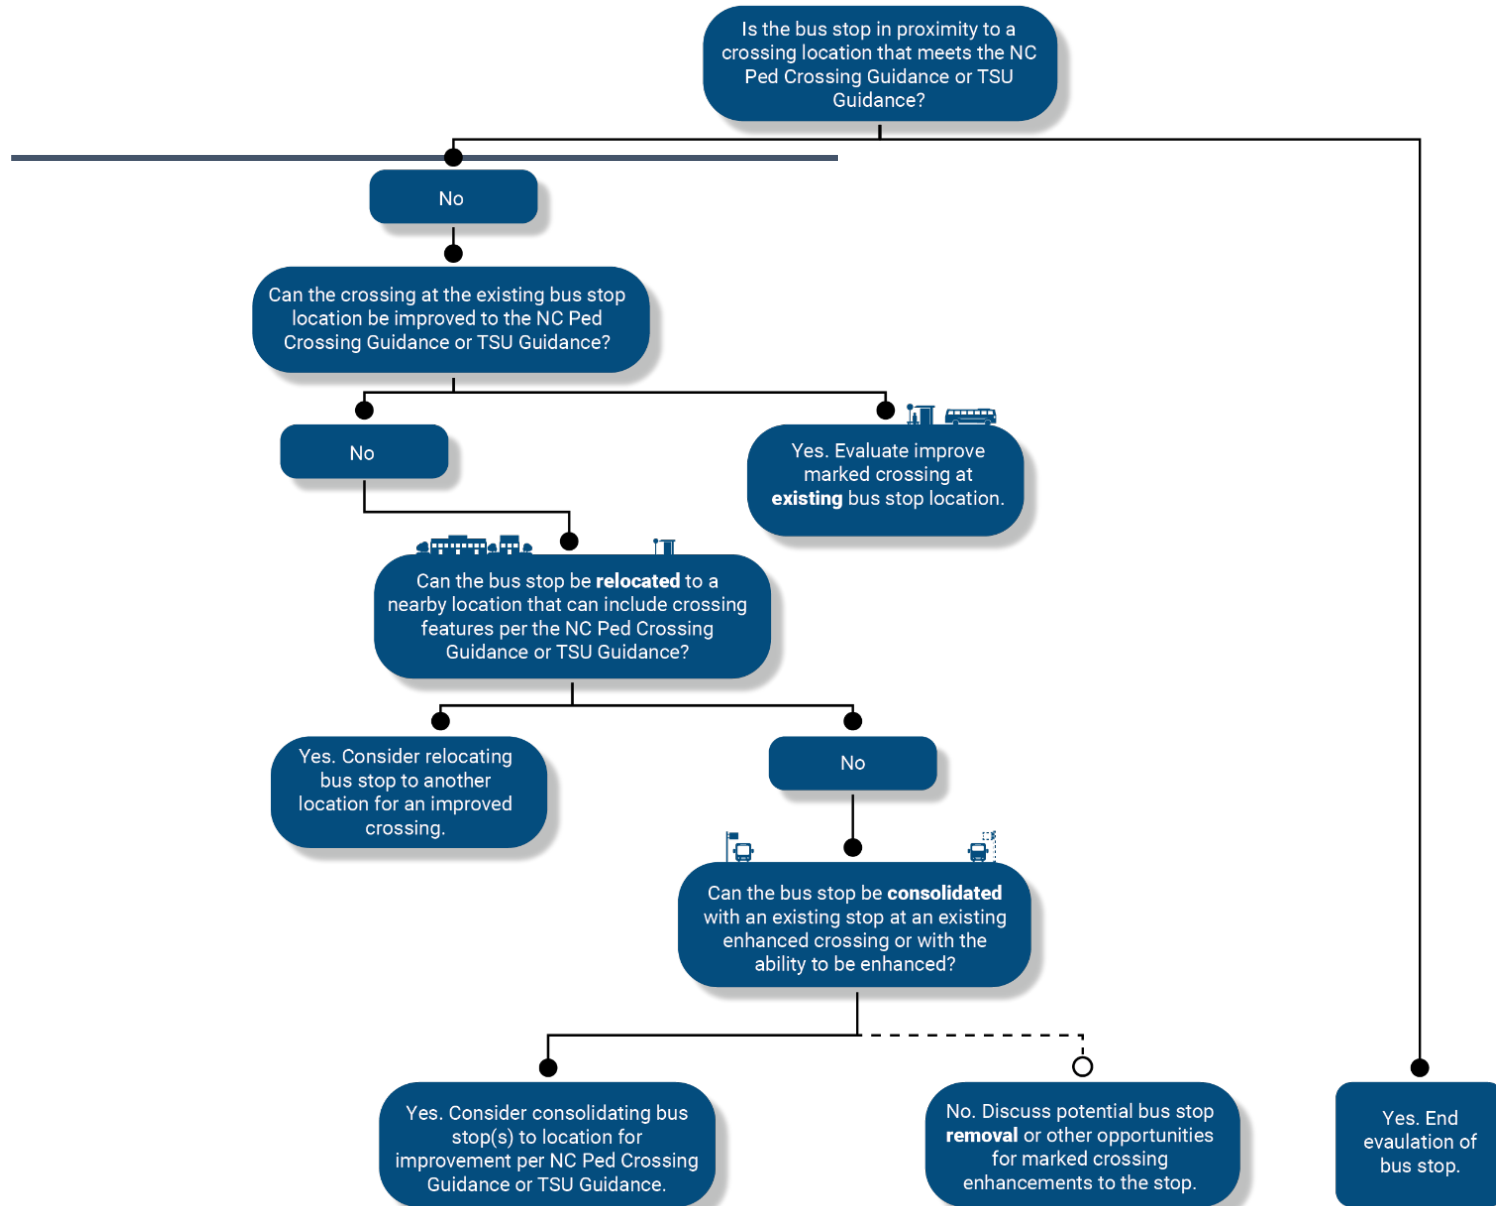 Is the bus stop in proximity to a
crossing location that meets the NC
Ped Crossing Guidance or TSU
Guidance?
No
Can the crossing at the existing bus stop
location be improved to the NC Ped
Crossing Guidance or TSU Guidance?
No
Yes. Evaluate improve
marked crossing at
existing bus stop location.
Can the bus stop be relocated to a
nearby location that can include crossing
features per the NC Ped Crossing
Guidance or TSU Guidance?
Yes. Consider relocating
bus stop to another
location for an improved
crossing.
No
Can the bus stop be consolidated
with an existing stop at an existing
enhanced crossing or with the
ability to be enhanced?
Yes. Consider consolidating bus
stop(s) to location for
improvement per NC Ped Crossing
Guidance or TSU Guidance.
No. Discuss potential bus stop
removal or other opportunities
for marked crossing
enhancements to the stop.
Yes. End
evaulation of
bus stop.